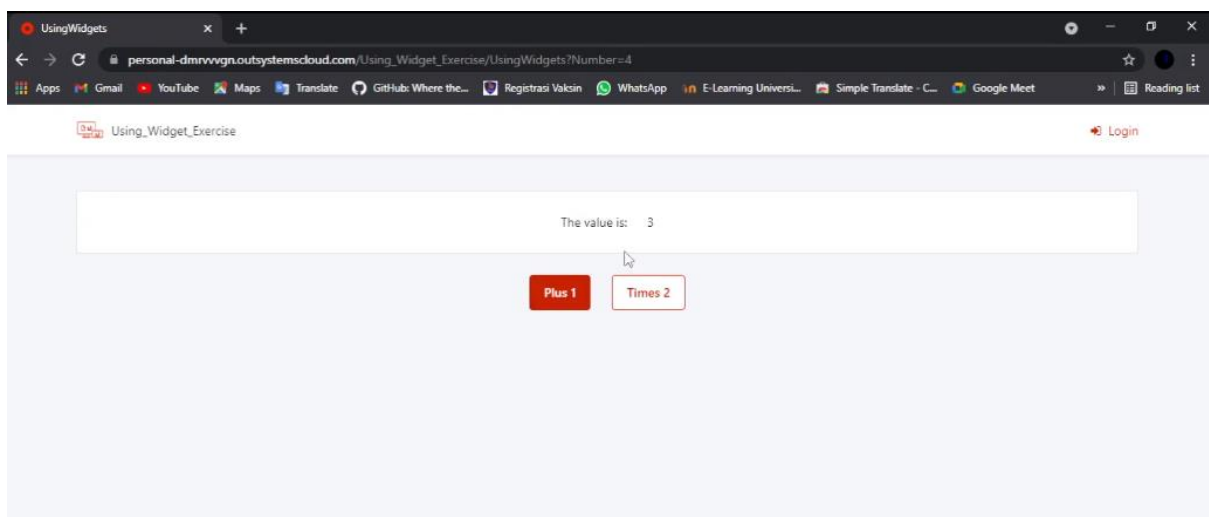 UsingWidgets
personal-dmrvvvgn.outsystemscloud.com/Using_Widget_Exercise/UsingWidgets?Number=4
Apps Gmail YouTube Maps Translate GitHub: Where the... Registrasi Vaksin WhatsApp E-Learning Universi... Simple Translate - C... Google Meet » Reading list
Using_Widget_Exercise Login
The value is: 3
Plus 1 Times 2